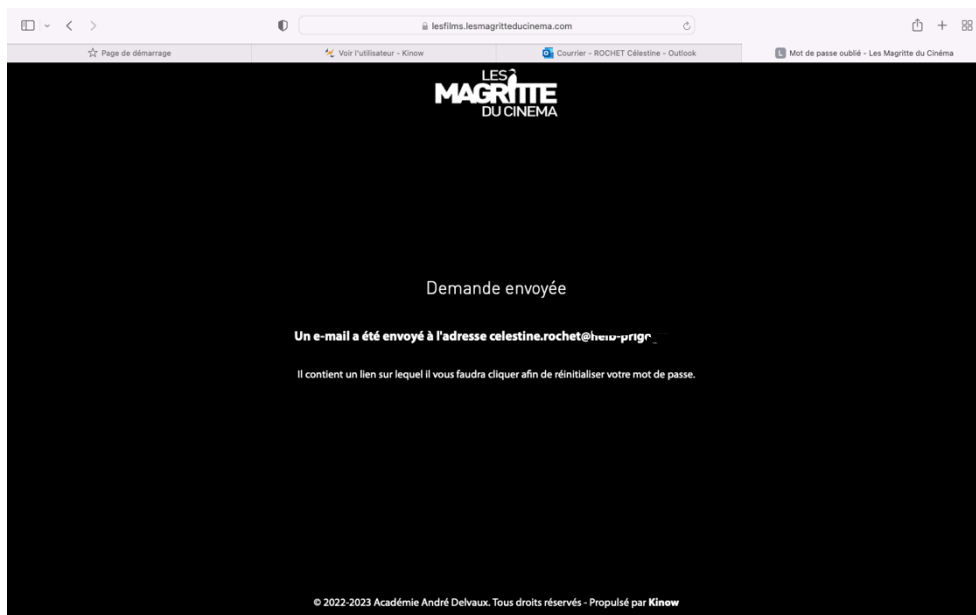 lesfilms.lesmagritteducinema.com
Page de démarrage
Voir l'utilisateur - Kinow
Courrier - ROCHET Célestine - Outlook
L Mot de passe oublié - Les Magritte du Cinéma
LES
MAGRITTE
DU CINEMA
Demande envoyée
Un e-mail a été envoyé à l'adresse celestine.rochet@
Il contient un lien sur lequel il vous faudra cliquer afin de réinitialiser votre mot de passe.
© 2022-2023 Académie André Delvaux. Tous droits réservés - Propulsé par Kinow